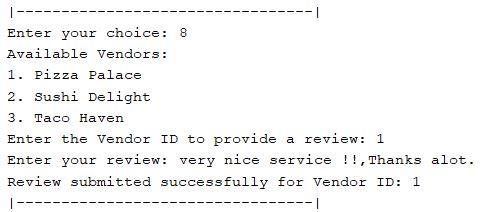 |---------------------------------|
Enter your choice: 8
Available Vendors:
1. Pizza Palace
2. Sushi Delight
3. Taco Haven
Enter the Vendor ID to provide a review: 1
Enter your review: very nice service !!,Thanks alot.
Review submitted successfully for Vendor ID: 1
|---------------------------------|